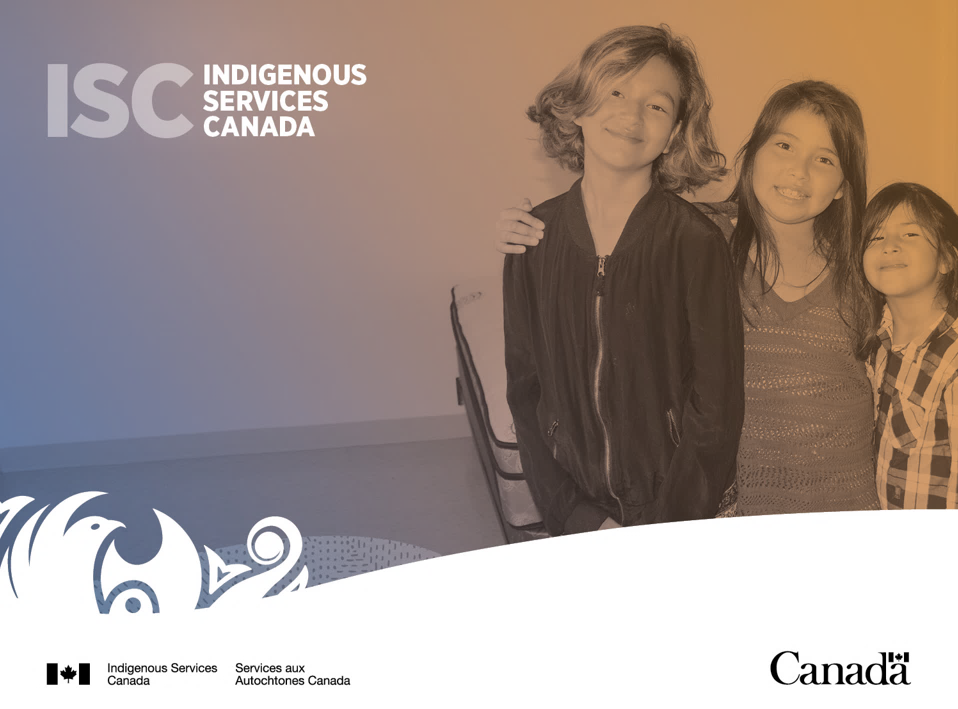 ISC
INDIGENOUS
SERVICES
CANADA
Indigenous Services
Canada
Services aux
Autochtones Canada
Canada